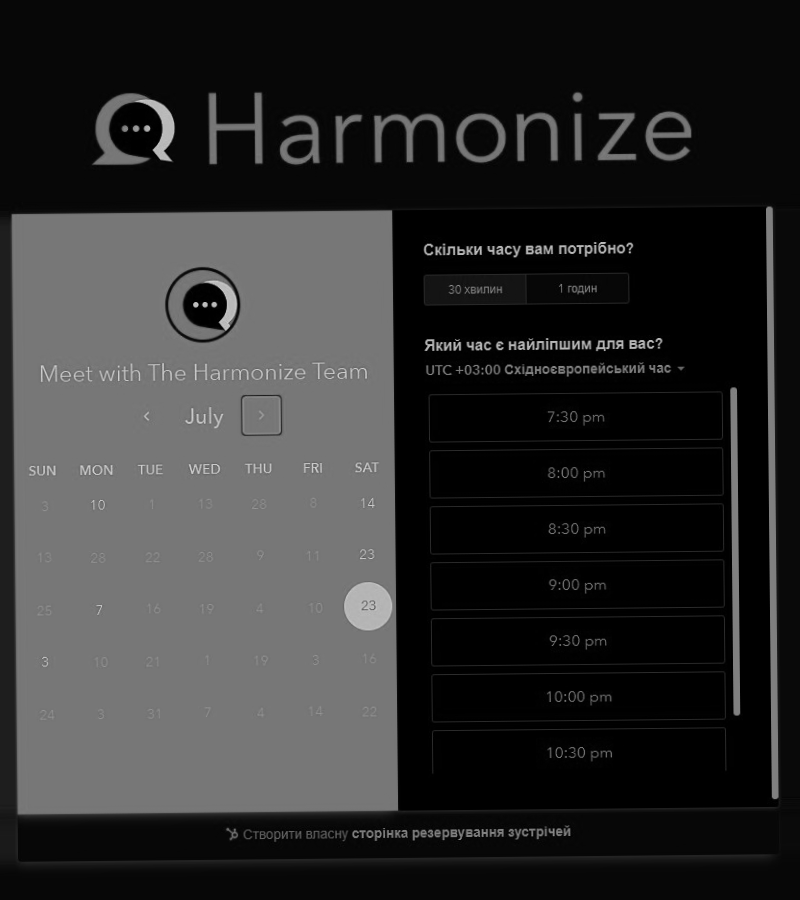 Harmonize
Meet with The Harmonize Team
July
SUN MON TUE WED THU FRI SAT
3 10 1 13 28 8 14
13 28 22 28 9 11 23
25 7 16 19 4 10 23
3 10 21 1 19 3 16
24 3 31 7 4 14 22
Скільки часу вам потрібно?
30 хвилин 1 годин
Який час є найліпшим для вас?
UTC +03:00 Східноєвропейський час
7:30 pm
8:00 pm
8:30 pm
9:00 pm
9:30 pm
10:00 pm
10:30 pm
Створити власну сторінка резервування зустрічей